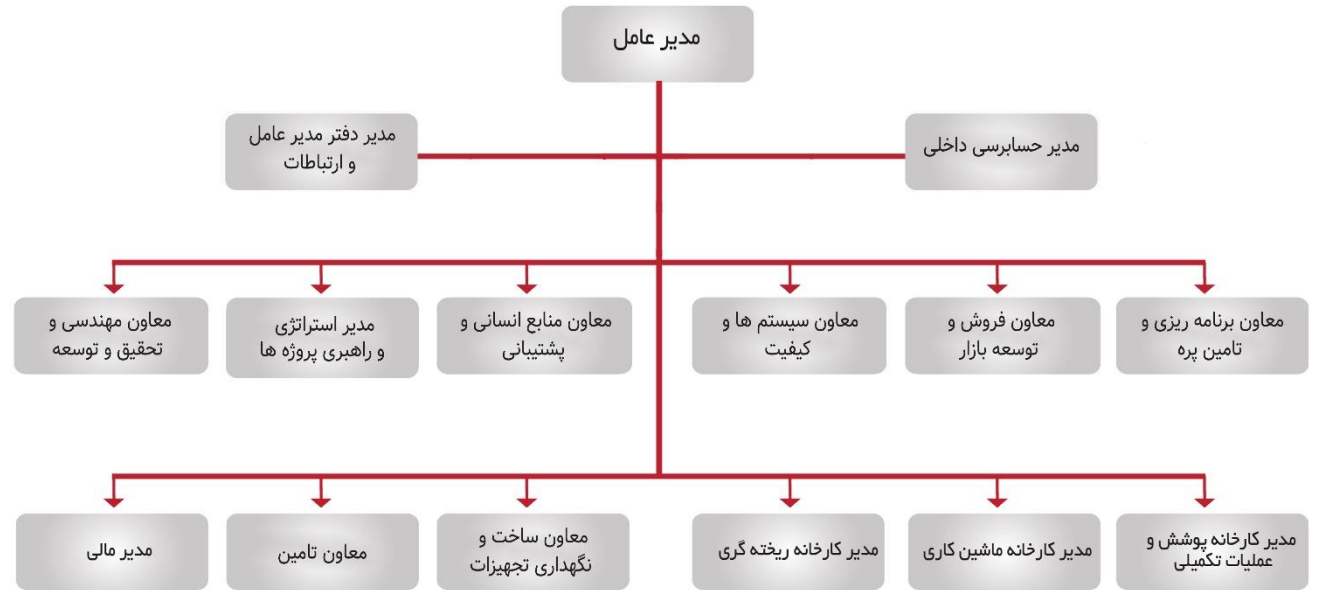 مدیر عامل
مدیر حسابرسی داخلی
مدیر دفتر مدیر عامل
و ارتباطات
معاون برنامه ریزی و
تامین پره
معاون فروش و
توسعه بازار
معاون سیستم ها و
کیفیت
معاون منابع انسانی و
پشتیبانی
مدیر استراتژی
و راهبری پروژه ها
معاون مهندسی و
تحقیق و توسعه
مدیر کارخانه پوشش و
عملیات تکمیلی
مدیر کارخانه ماشین کاری
مدیر کارخانه ریخته گری
معاون ساخت و
نگهداری تجهیزات
معاون تامین
مدیر مالی